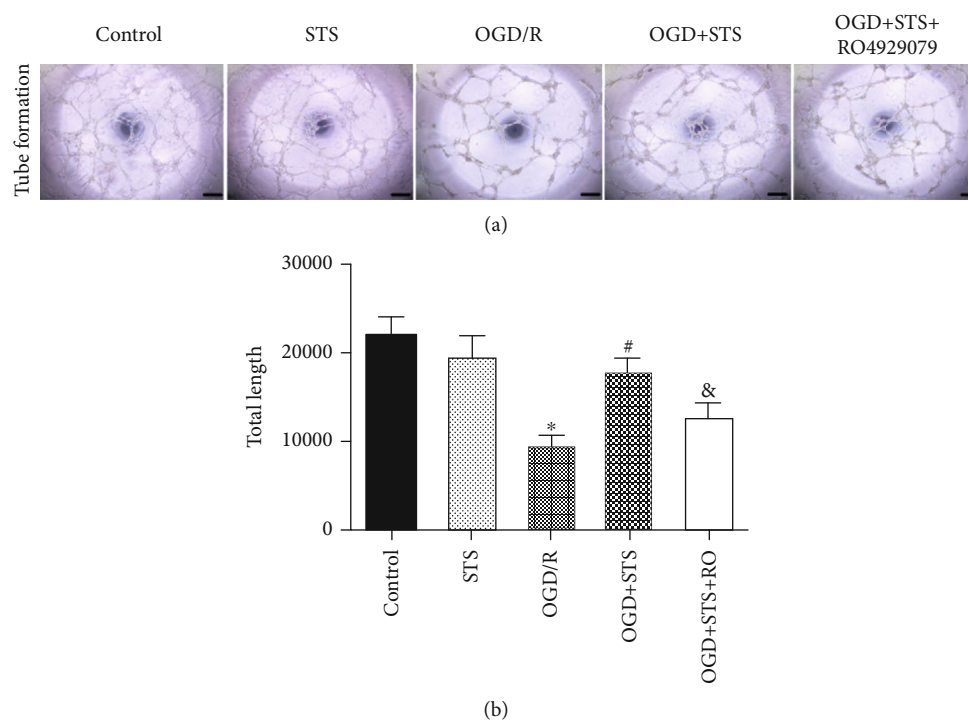 Control
STS
OGD/R
OGD+STS
OGD+STS+
RO4929079
Tube formation
(a)
30000
20000
10000
0
Total length
*
#
&
Control
STS
OGD/R
OGD+STS
OGD+STS+RO
(b)